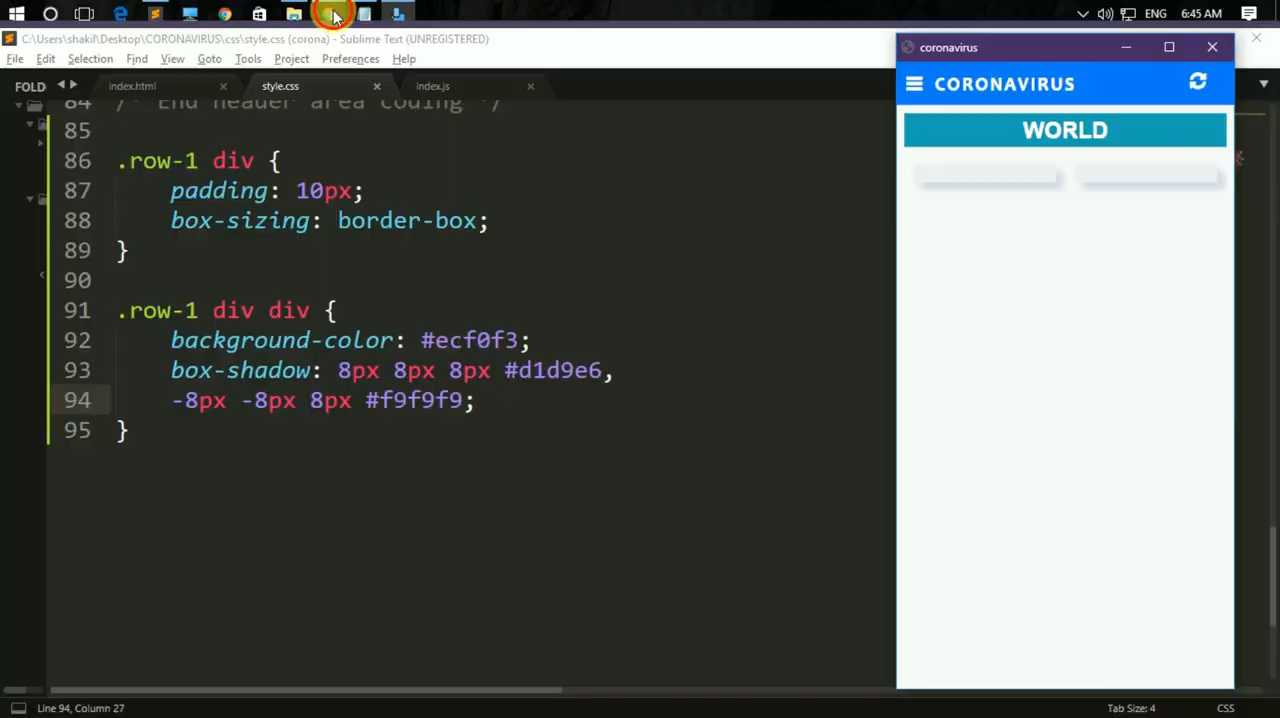 ENG 6:45 AM
C:\Users\shakil\Desktop\CORONAVIRUS\css\style.css (corona) - Sublime Text (UNREGISTERED)
File Edit Selection View Find Goto Tools Project Preferences Help
FOLD index.html style.css index.js
84 /* End header area coding */
85
86 .row-1 div {
87 padding: 10px;
88 box-sizing: border-box;
89 }
90
91 .row-1 div div {
92 background-color: #ecf0f3;
93 box-shadow: 8px 8px 8px #d1d9e6,
94 -8px -8px 8px #f9f9f9;
95 }
coronavirus
CORONAVIRUS
WORLD
Line 94, Column 27
Tab Size: 4 CSS